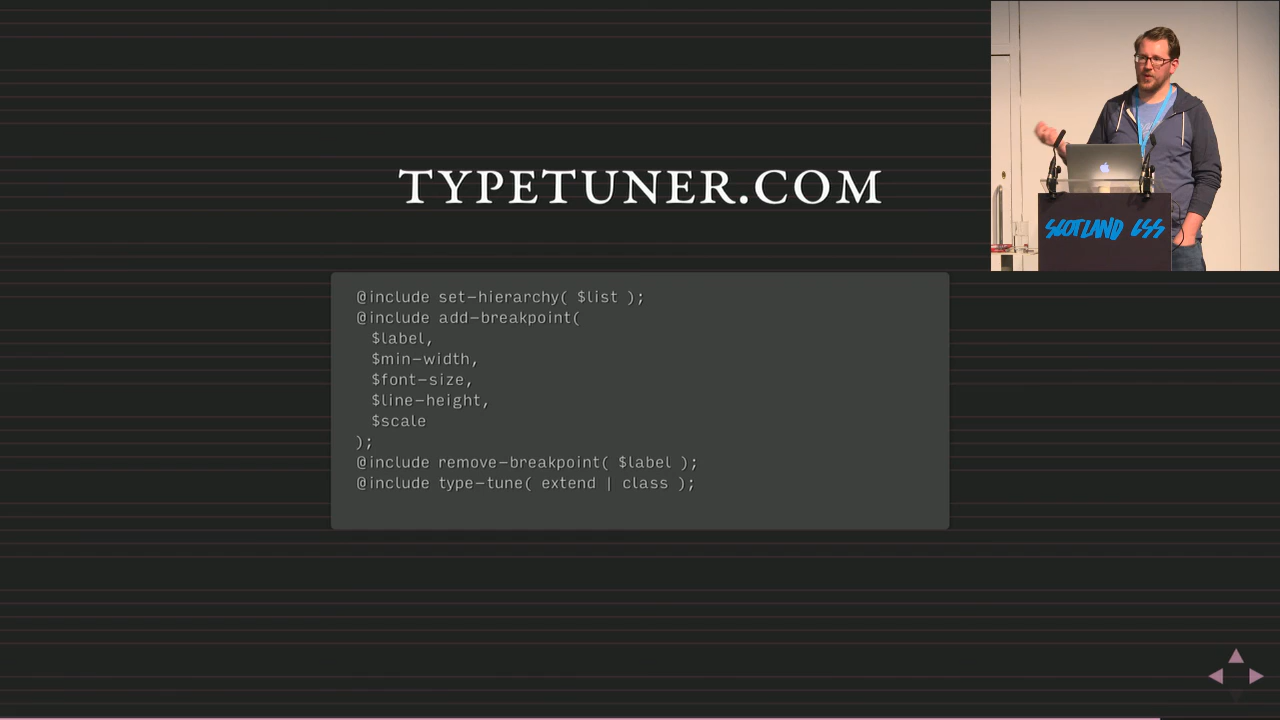 TYPETUNER.COM
@include set-hierarchy( $list );
@include add-breakpoint(
$label,
$min-width,
$font-size,
$line-height,
$scale
);
@include remove-breakpoint( $label );
@include type-tune( extend | class );
SCOTLAND CSS